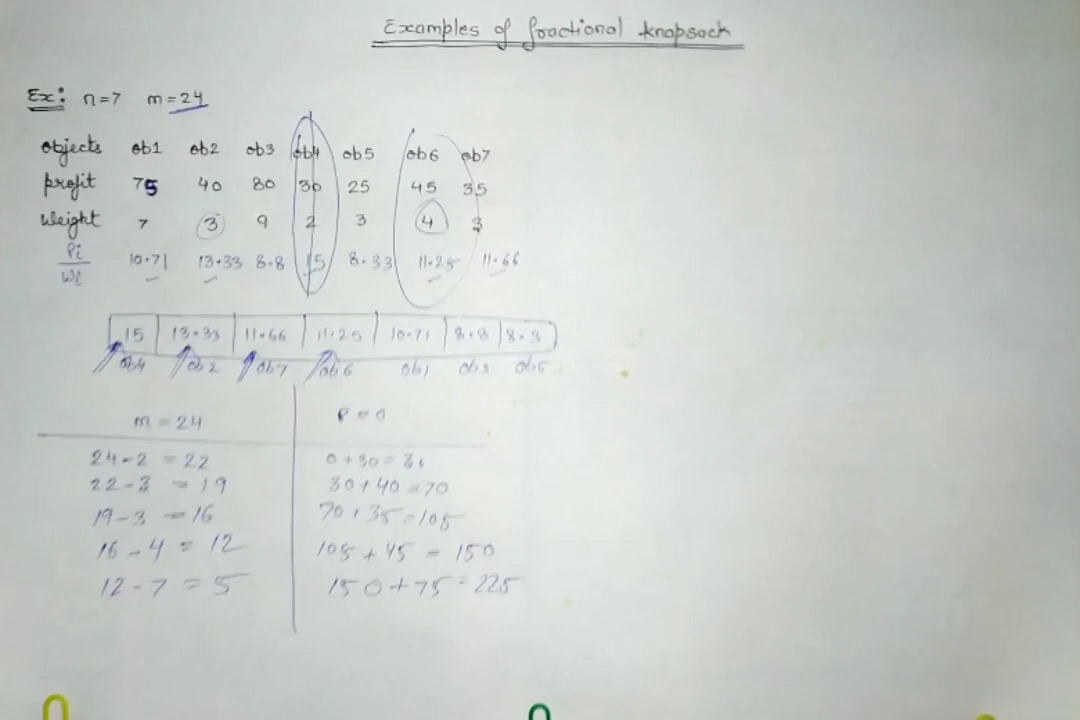 Examples of fractional knapsack
Ex: n=7 m=24
objects ob1 ob2 ob3 ob4 ob5 ob6 ob7
profit 75 40 80 30 25 45 35
Weight 7 3 9 2 3 4 3
Pi/Wi 10.71 13.33 8.8 15 8.33 11.25 11.66
15 13.33 11.66 11.25 10.71 8.8 8.3
ob4 ob2 ob7 ob6 ob1 ob3 ob5
m = 24 P = 0
24-2 = 22 0+30=30
22-3 = 19 30+40=70
19-3 = 16 70+35=105
16-4 = 12 105+45 = 150
12-7 = 5 150+75=225